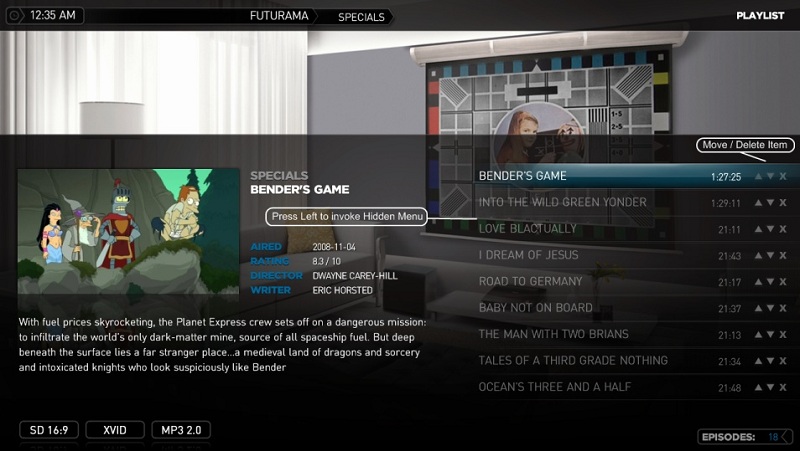 12:35 AM
FUTURAMA
SPECIALS
PLAYLIST
1-2
1-5
Move / Delete Item
SPECIALS
BENDER'S GAME
Press Left to invoke Hidden Menu
AIRED 2008-11-04
RATING 8.3 / 10
DIRECTOR DWAYNE CAREY-HILL
WRITER ERIC HORSTED
With fuel prices skyrocketing, the Planet Express crew sets off on a dangerous mission:
to infiltrate the world's only dark-matter mine, source of all spaceship fuel. But deep
beneath the surface lies a far stranger place...a medieval land of dragons and sorcery
and intoxicated knights who look suspiciously like Bender
BENDER'S GAME 1:27:25 X
INTO THE WILD GREEN YONDER 1:29:11 X
LOVE BLACTUALLY 21:11 X
I DREAM OF JESUS 21:43 X
ROAD TO GERMANY 21:17 X
BABY NOT ON BOARD 21:37 X
THE MAN WITH TWO BRIANS 21:13 X
TALES OF A THIRD GRADE NOTHING 21:34 X
OCEAN'S THREE AND A HALF 21:48 X
SD 16:9
XVID
MP3 2.0
EPISODES: 18